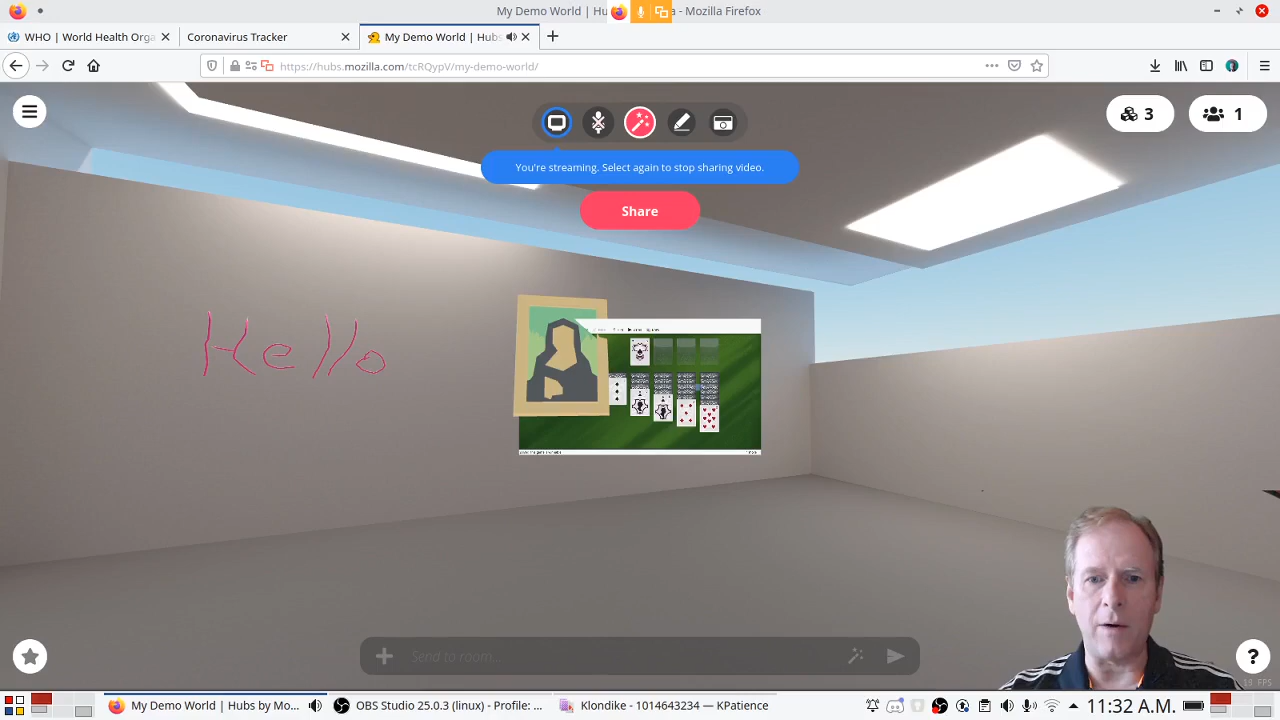 My Demo World | Hu
a - Mozilla Firefox
WHO | World Health Orga
Coronavirus Tracker
My Demo World | Hubs
https://hubs.mozilla.com/tcRQypV/my-demo-world/
3
1
You're streaming. Select again to stop sharing video.
Share
Hello
Send to room...
?
18 FPS
My Demo World | Hubs by Mo...
OBS Studio 25.0.3 (linux) - Profile: ...
Klondike - 1014643234 — KPatience
11:32 A.M.